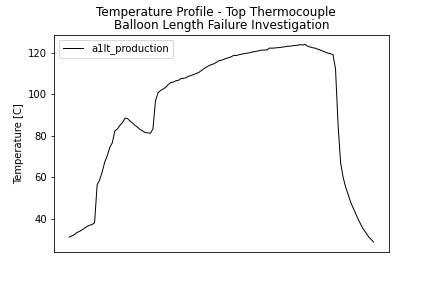 Temperature Profile - Top Thermocouple
Balloon Length Failure Investigation
a1lt_production
Temperature [C]
120
100
80
60
40